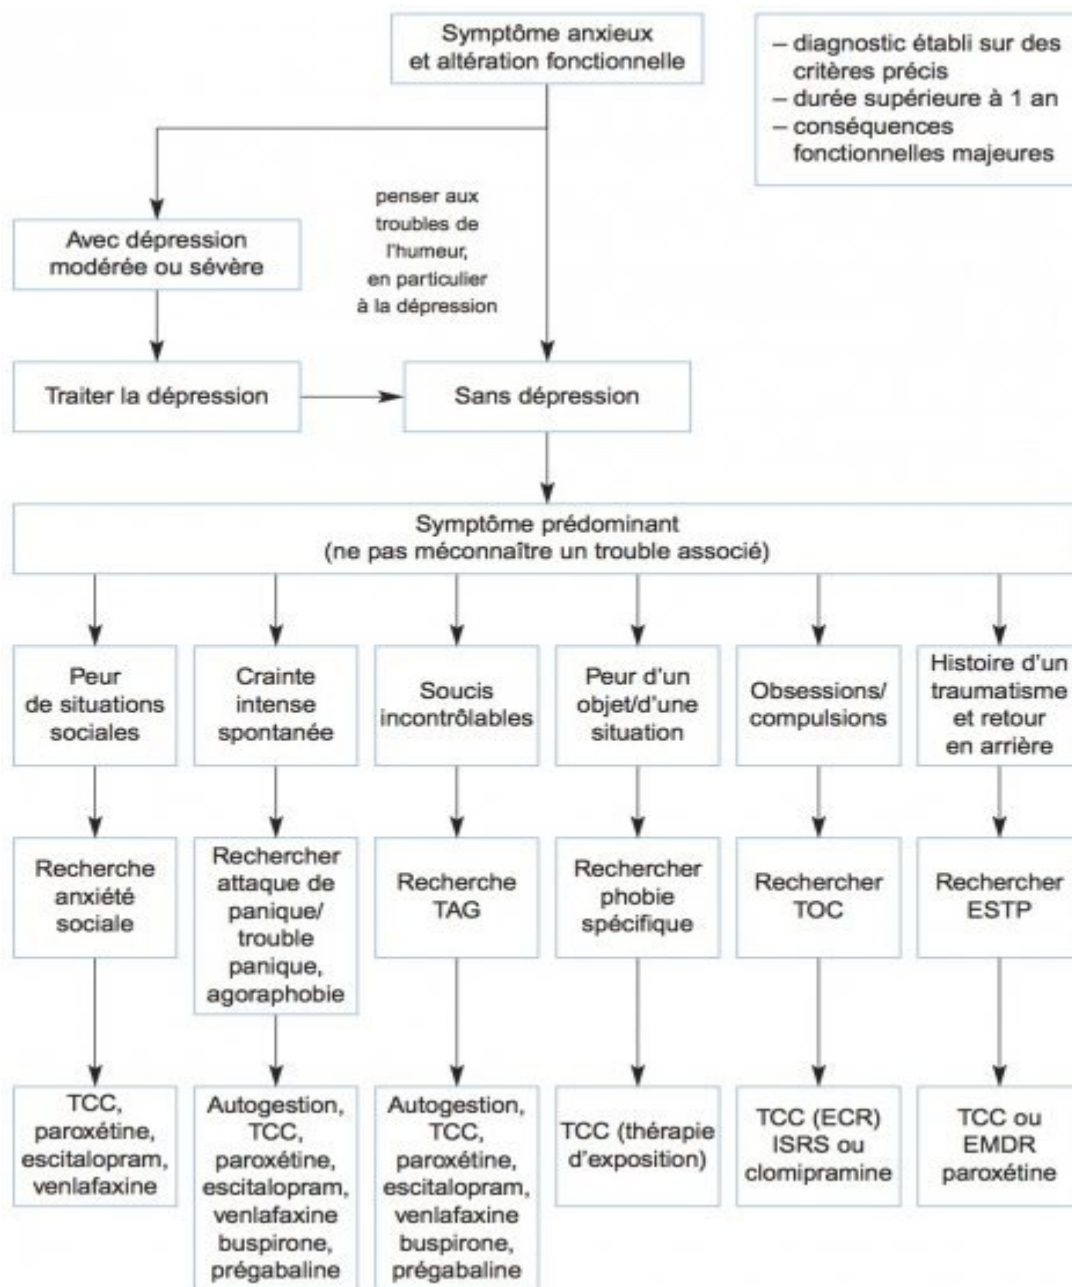 Symptôme anxieux
et altération fonctionnelle
– diagnostic établi sur des
critères précis
– durée supérieure à 1 an
– conséquences
fonctionnelles majeures
penser aux
troubles de
l'humeur,
en particulier
à la dépression
Avec dépression
modérée ou sévère
Traiter la dépression
Sans dépression
Symptôme prédominant
(ne pas méconnaître un trouble associé)
Peur
de situations
sociales
Crainte
intense
spontanée
Soucis
incontrôlables
Peur d'un
objet/d'une
situation
Obsessions/
compulsions
Histoire d'un
traumatisme
et retour
en arrière
Recherche
anxiété
sociale
Rechercher
attaque de
panique/
trouble
panique,
agoraphobie
Recherche
TAG
Rechercher
phobie
spécifique
Rechercher
TOC
Rechercher
ESTP
TCC,
paroxétine,
escitalopram,
venlafaxine
Autogestion,
TCC,
paroxétine,
escitalopram,
venlafaxine
buspirone,
prégabaline
Autogestion,
TCC,
paroxétine,
escitalopram,
venlafaxine
buspirone,
prégabaline
TCC (thérapie
d'exposition)
TCC (ECR)
ISRS ou
clomipramine
TCC ou
EMDR
paroxétine